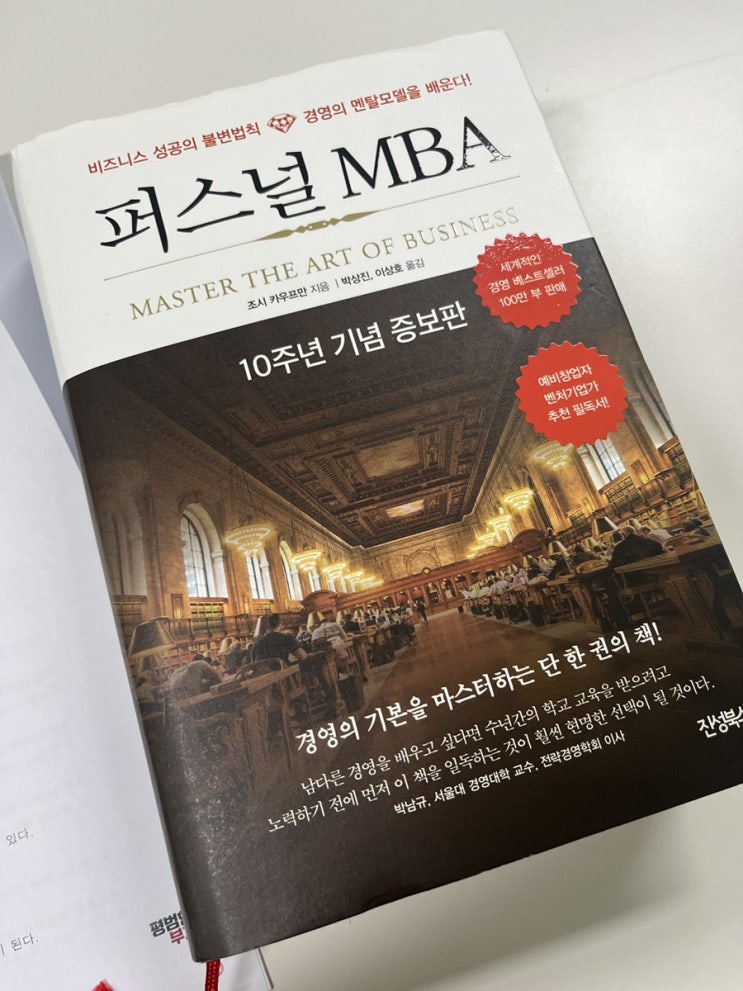 비즈니스 성공의 불변법칙 경영의 멘탈모델을 배운다!
퍼스널 MBA
MASTER THE ART OF BUSINESS
조시 카우프만 지음 | 박상진, 이상호 옮김
세계적인
경영 베스트셀러
100만 부 판매
10주년 기념 증보판
예비창업자
벤처기업가
추천 필독서!
경영의 기본을 마스터하는 단 한 권의 책!
남다른 경영을 배우고 싶다면 수년간의 학교 교육을 받으려고
노력하기 전에 먼저 이 책을 일독하는 것이 훨씬 현명한 선택이 될 것이다.
박남규, 서울대 경영대학 교수, 전략경영학회 이사
진성북스
있다.
된다.